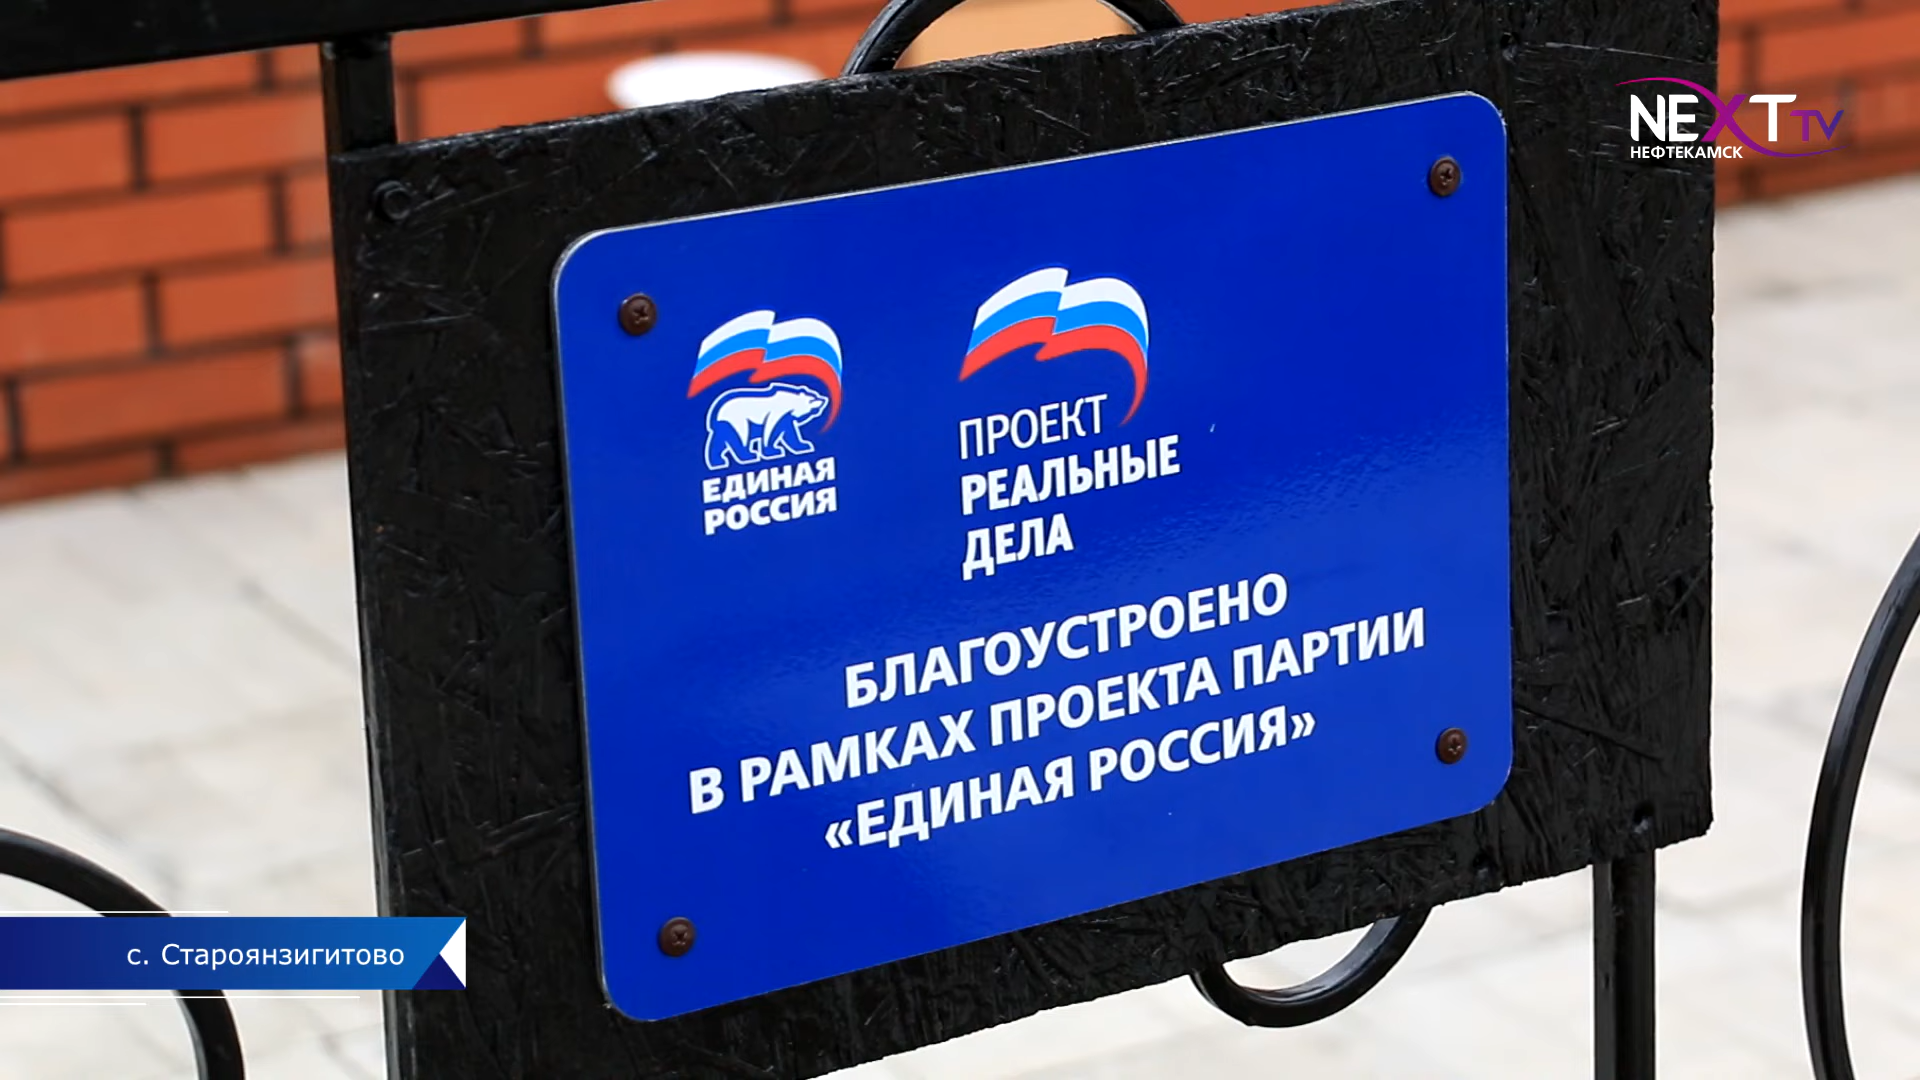 NEXT TV
НЕФТЕКАМСК
ЕДИНАЯ
РОССИЯ
ПРОЕКТ
РЕАЛЬНЫЕ
ДЕЛА
БЛАГОУСТРОЕНО
В РАМКАХ ПРОЕКТА ПАРТИИ
«ЕДИНАЯ РОССИЯ»
с. Староянзигитово